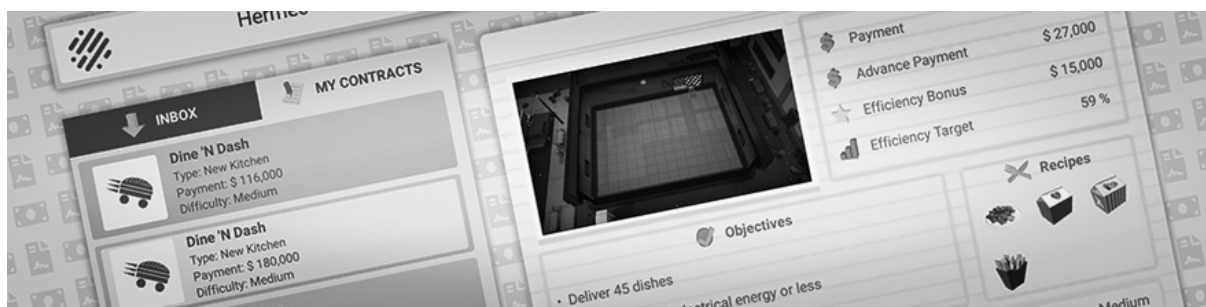 Hermes
INBOX
MY CONTRACTS
Dine 'N Dash
Type: New Kitchen
Payment: $ 116,000
Difficulty: Medium
Dine 'N Dash
Type: New Kitchen
Payment: $ 180,000
Difficulty: Medium
Payment
Advance Payment $ 27,000
Efficiency Bonus $ 15,000
Efficiency Target 59 %
Recipes
Objectives
• Deliver 45 dishes
electrical energy or less
Medium